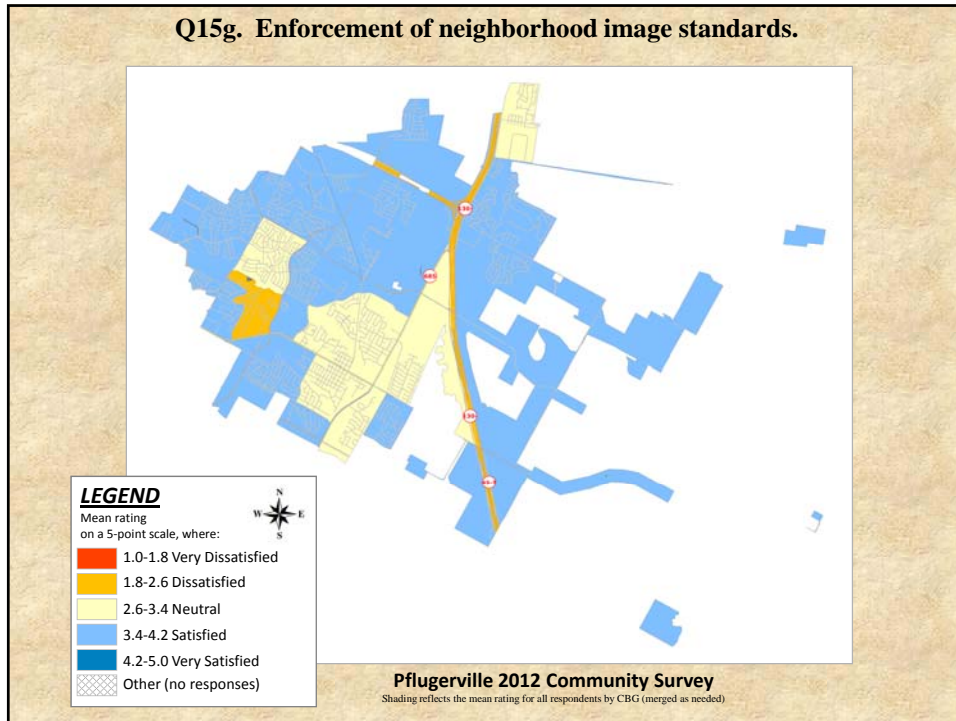 Q15g. Enforcement of neighborhood image standards.
130
685
130
LEGEND
Mean rating
on a 5-point scale, where:
N
W E
S
1.0-1.8 Very Dissatisfied
1.8-2.6 Dissatisfied
2.6-3.4 Neutral
3.4-4.2 Satisfied
4.2-5.0 Very Satisfied
Other (no responses)
Pflugerville 2012 Community Survey
Shading reflects the mean rating for all respondents by CBG (merged as needed)